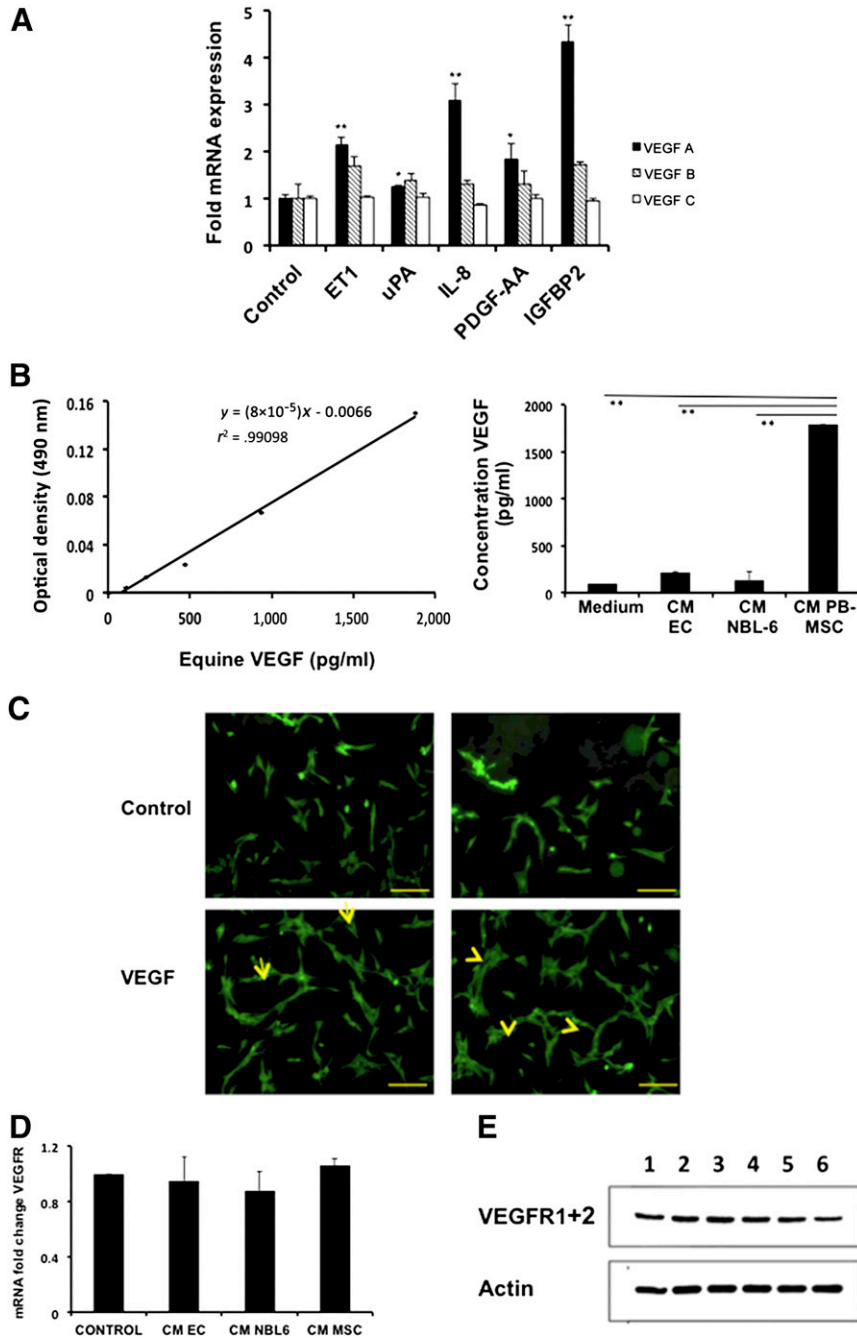 A
Fold mRNA expression
5
4
3
2
1
0
**
*
**
*
**
Control
ET1
uPA
IL-8
PDGF-AA
IGFBP2
VEGF A
VEGF B
VEGF C
B
Optical density (490 nm)
0.16
0.12
0.08
0.04
0
y = (8×10⁻⁵)x - 0.0066
r² = .99098
0
500
1,000
1,500
2,000
Equine VEGF (pg/ml)
Concentration VEGF
(pg/ml)
2000
1500
1000
500
0
**
**
**
Medium
CM
EC
CM
NBL-6
CM PB-
MSC
C
Control
VEGF
D
mRNA fold change VEGFR
1.2
0.8
0.4
0
CONTROL
CM EC
CM NBL6
CM MSC
E
1 2 3 4 5 6
VEGFR1+2
Actin